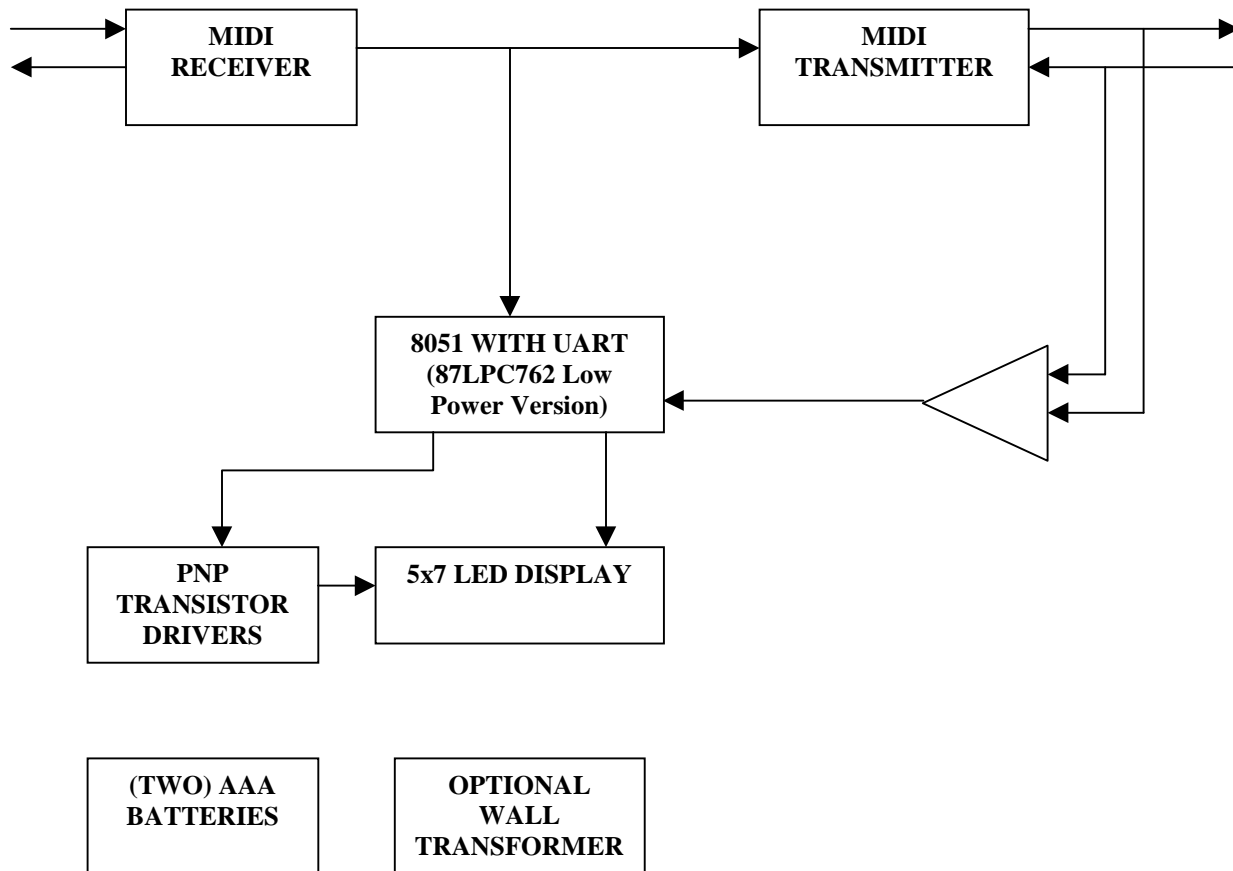 MIDI
RECEIVER
MIDI
TRANSMITTER
8051 WITH UART
(87LPC762 Low
Power Version)
PNP
TRANSISTOR
DRIVERS
5x7 LED DISPLAY
(TWO) AAA
BATTERIES
OPTIONAL
WALL
TRANSFORMER